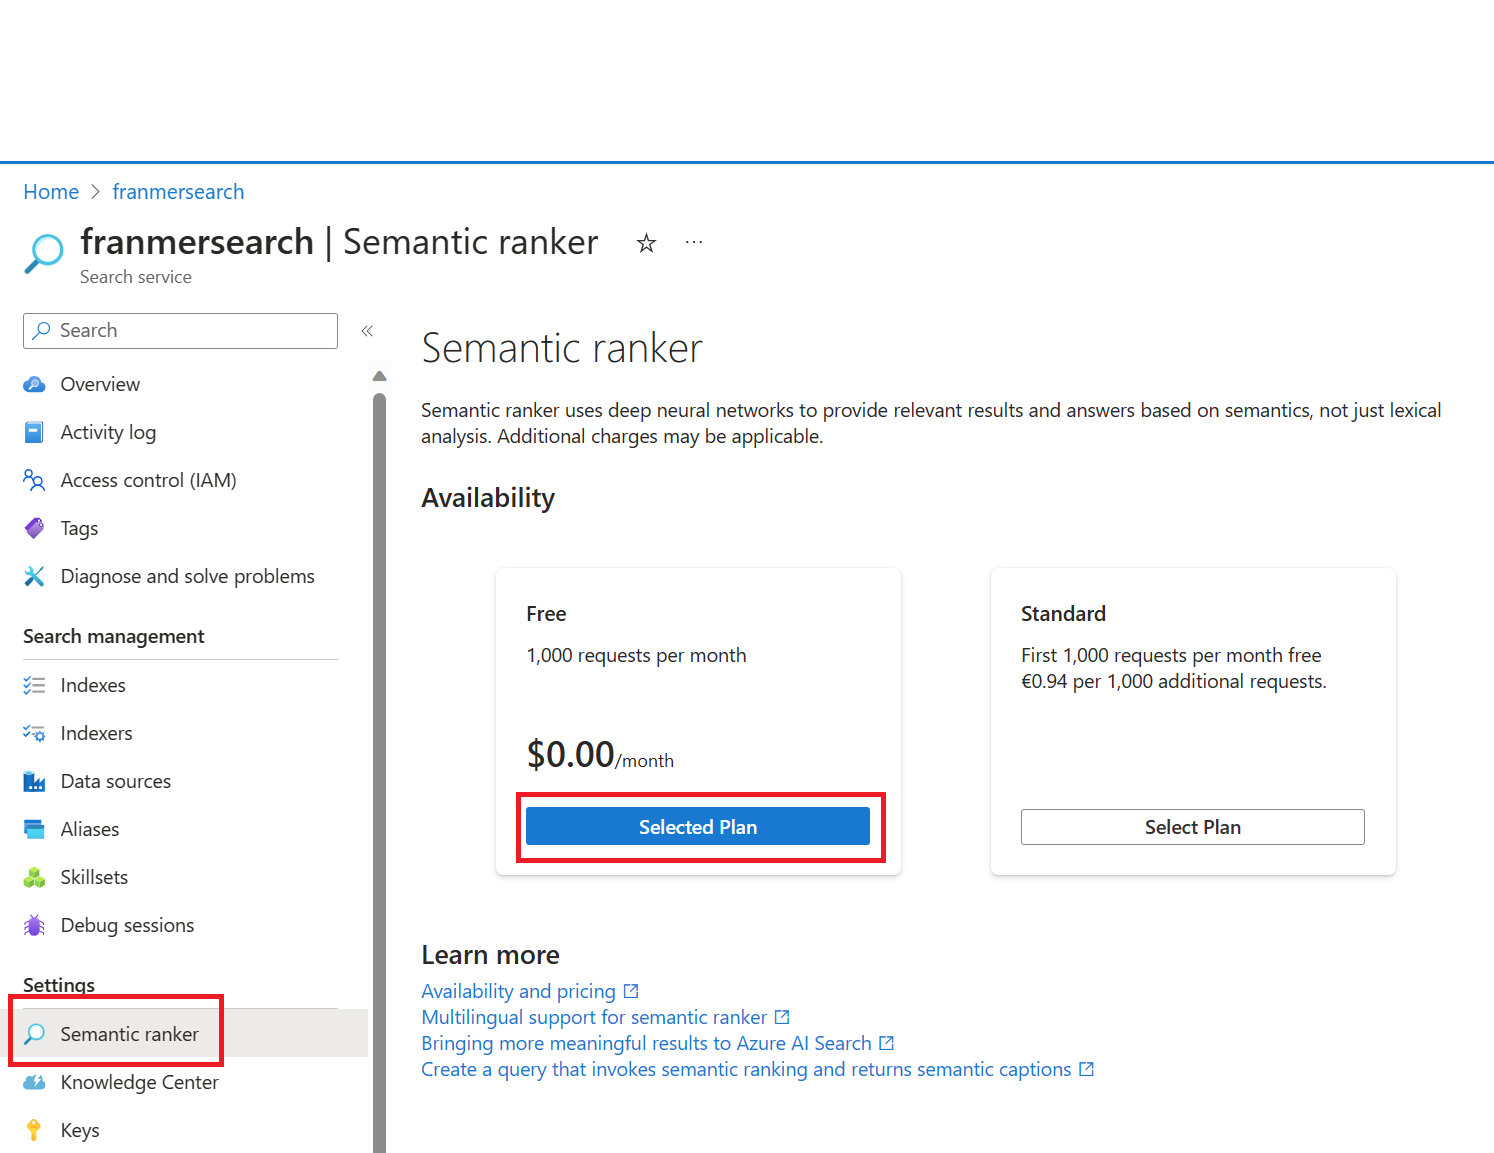 Home > franmersearch
franmersearch | Semantic ranker ☆ ···
Search service
Search «
Overview
Activity log
Access control (IAM)
Tags
Diagnose and solve problems
Search management
Indexes
Indexers
Data sources
Aliases
Skillsets
Debug sessions
Settings
Semantic ranker
Knowledge Center
Keys
Semantic ranker
Semantic ranker uses deep neural networks to provide relevant results and answers based on semantics, not just lexical
analysis. Additional charges may be applicable.
Availability
Free
1,000 requests per month
$0.00/month
Selected Plan
Standard
First 1,000 requests per month free
€0.94 per 1,000 additional requests.
Select Plan
Learn more
Availability and pricing
Multilingual support for semantic ranker
Bringing more meaningful results to Azure AI Search
Create a query that invokes semantic ranking and returns semantic captions